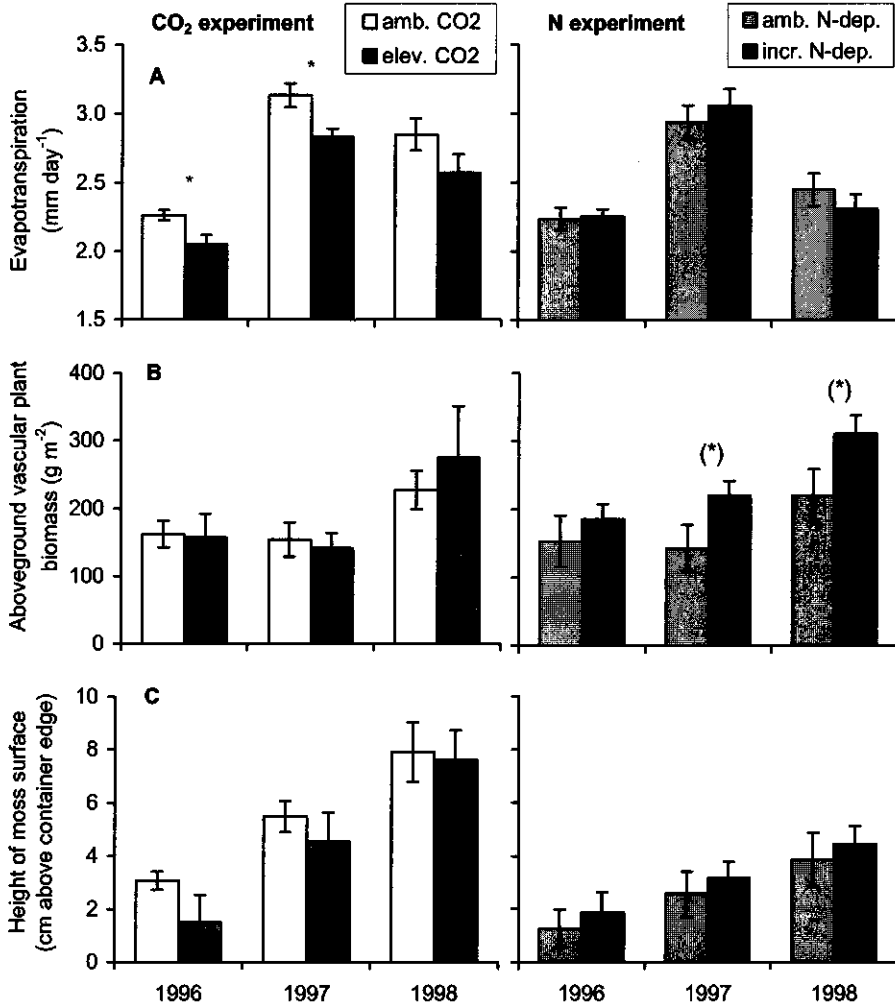 CO2 experiment
amb. CO2
elev. CO2
N experiment
amb. N-dep.
incr. N-dep.
A
Evapotranspiration
(mm day-1)
3.5
3.0
2.5
2.0
1.5
*
*
B
Aboveground vascular plant
biomass (g m-2)
400
300
200
100
0
(*)
(*)
C
Height of moss surface
(cm above container edge)
10
8
6
4
2
0
1996
1997
1998
1996
1997
1998